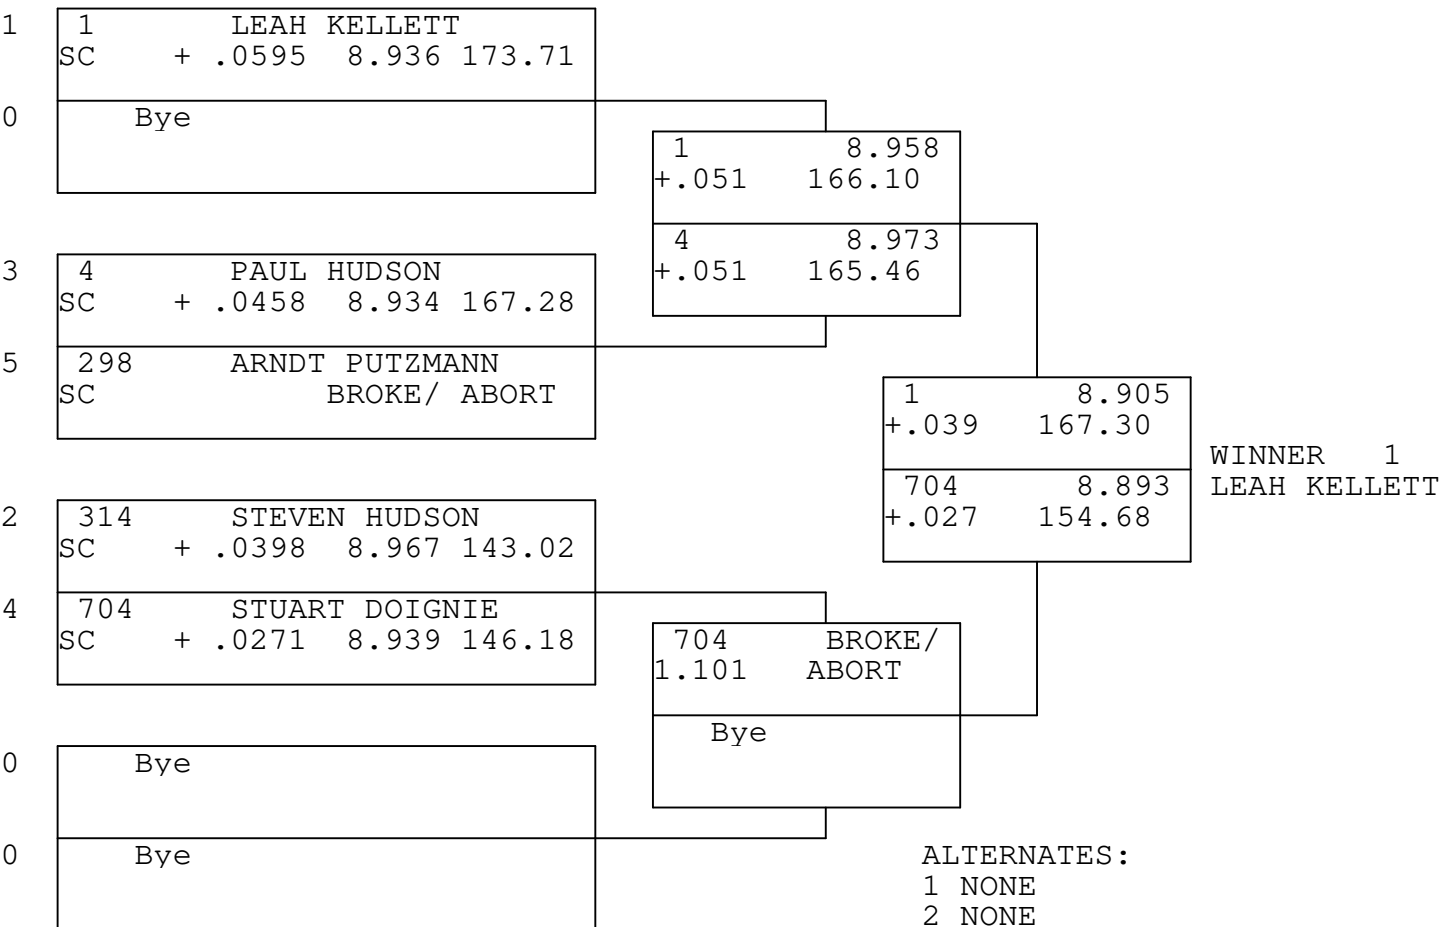 1 1 LEAH KELLETT
SC + .0595 8.936 173.71
0 Bye
1 8.958
+.051 166.10
4 8.973
+.051 165.46
3 4 PAUL HUDSON
SC + .0458 8.934 167.28
5 298 ARNDT PUTZMANN
SC BROKE/ ABORT
1 8.905
+.039 167.30
704 8.893
+.027 154.68
WINNER 1
LEAH KELLETT
2 314 STEVEN HUDSON
SC + .0398 8.967 143.02
4 704 STUART DOIGNIE
SC + .0271 8.939 146.18
704 BROKE/
1.101 ABORT
Bye
0 Bye
0 Bye
ALTERNATES:
1 NONE
2 NONE